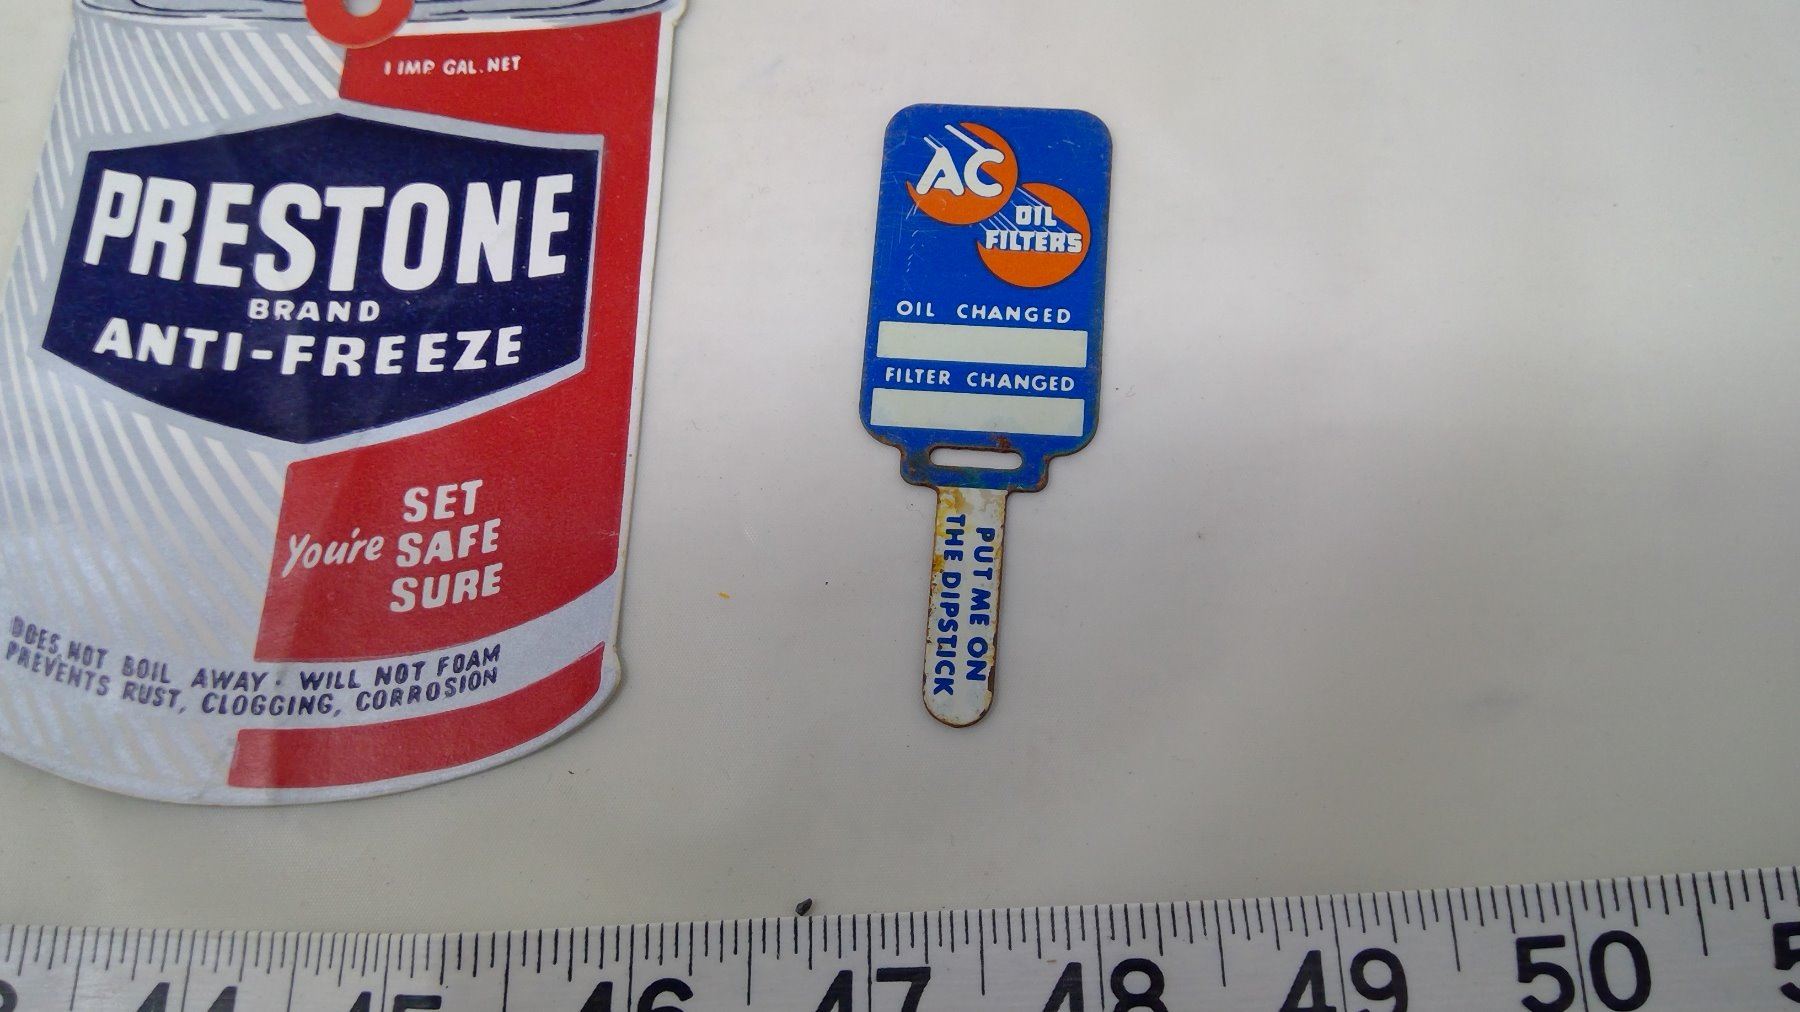 1 IMP. GAL. NET
PRESTONE
BRAND
ANTI-FREEZE
You're SET SAFE SURE
DOES NOT BOIL AWAY · WILL NOT FOAM
PREVENTS RUST, CLOGGING, CORROSION
AC
OIL
FILTERS
OIL CHANGED
FILTER CHANGED
PUT ME ON
THE DIPSTICK
44 45 46 47 48 49 50